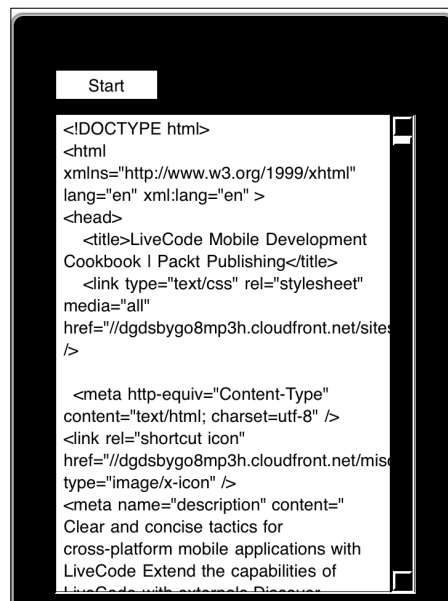 Start
<!DOCTYPE html>
<html
xmlns="http://www.w3.org/1999/xhtml"
lang="en" xml:lang="en" >
<head>
<title>LiveCode Mobile Development
Cookbook | Packt Publishing</title>
<link type="text/css" rel="stylesheet"
media="all"
href="//dgdsbygo8mp3h.cloudfront.net/sites
/>
<meta http-equiv="Content-Type"
content="text/html; charset=utf-8" />
<link rel="shortcut icon"
href="//dgdsbygo8mp3h.cloudfront.net/misc
type="image/x-icon" />
<meta name="description" content="
Clear and concise tactics for
cross-platform mobile applications with
LiveCode Extend the capabilities of
LiveCode with externals Discover